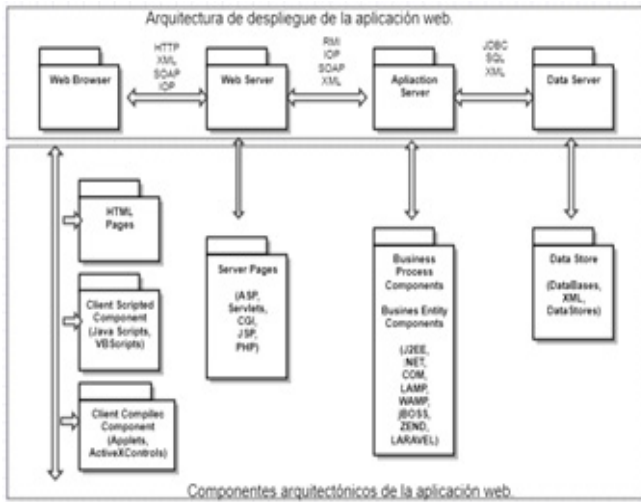 Arquitectura de despliegue de la aplicación web.
Web Browser
HTTP
XML
SOAP
IOP
Web Server
RMI
IOP
SOAP
XML
Apliaction
Server
JDBC
SQL
XML
Data Server
HTML
Pages
Client Scripted
Component
(Java Scripts,
VBScripts)
Client Compilec
Component
(Applets,
ActiveXControls)
Server Pages
(ASP,
Servlets,
CGI,
JSP,
PHP)
Business
Process
Components
Busines Entity
Components
(J2EE,
.NET,
COM,
LAMP,
WAMP,
jBOSS,
ZEND,
LARAVEL)
Data Store
(DataBases,
XML,
DataStores)
Componentes arquitectónicos de la aplicación web.